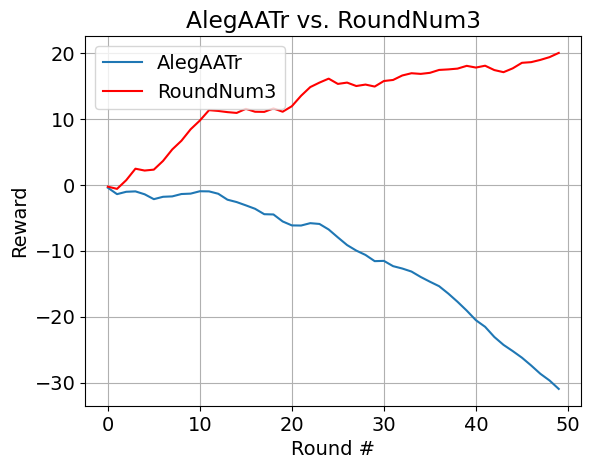 AlegAATr vs. RoundNum3
AlegAATr
RoundNum3
Reward
20
10
0
−10
−20
−30
0 10 20 30 40 50
Round #